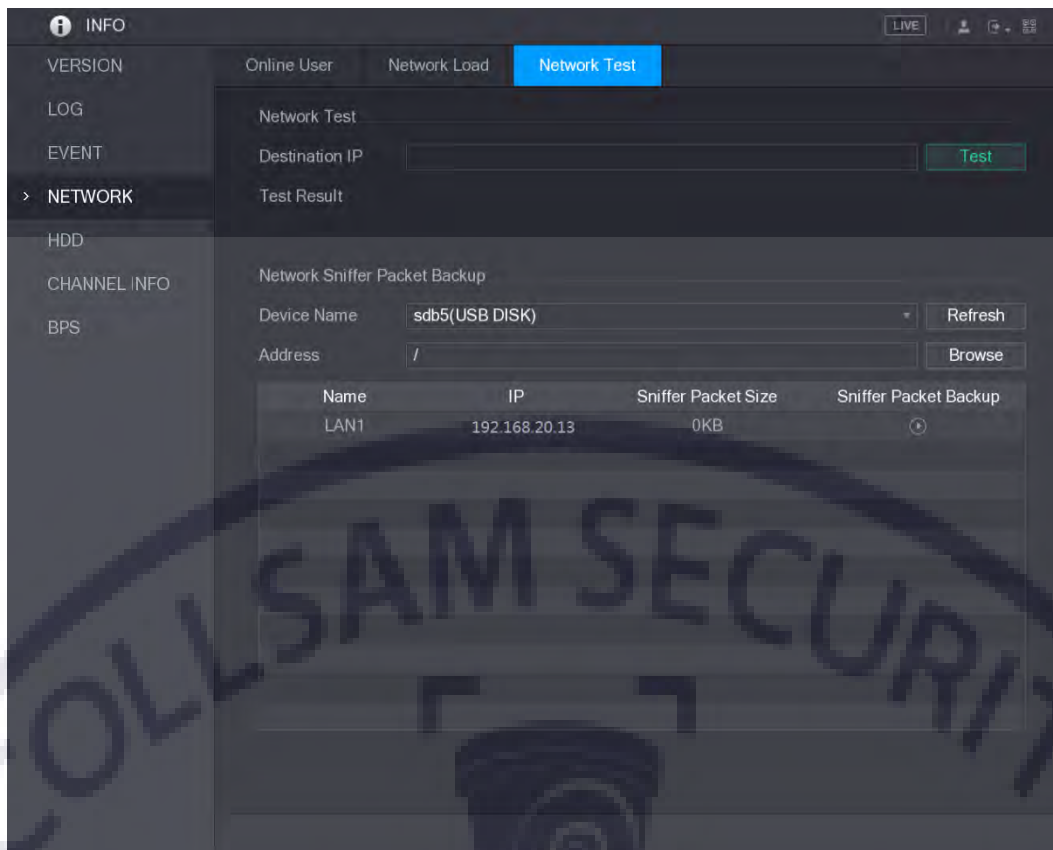 INFO
LIVE
VERSION
LOG
EVENT
NETWORK
HDD
CHANNEL INFO
BPS
Online User Network Load Network Test
Network Test
Destination IP Test
Test Result
Network Sniffer Packet Backup
Device Name sdb5(USB DISK) Refresh
Address / Browse
Name IP Sniffer Packet Size Sniffer Packet Backup
LAN1 192.168.20.13 0KB
COLLSAM SECURIT